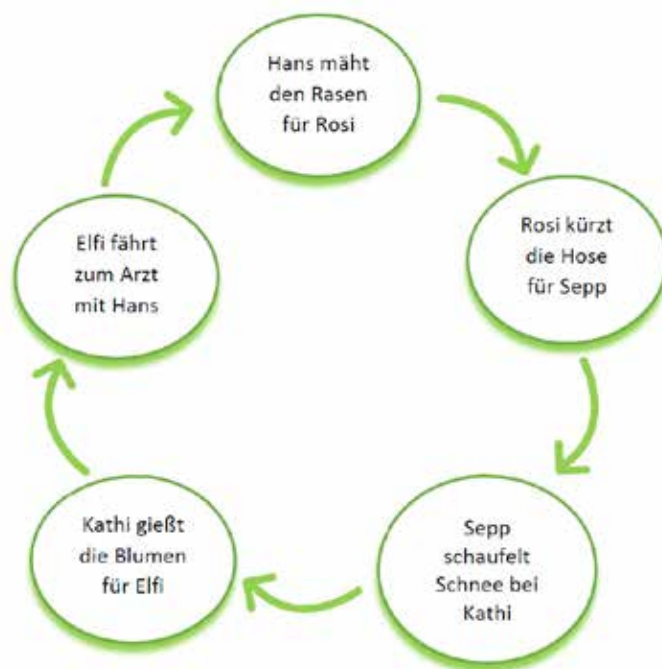 Hans mäht
den Rasen
für Rosi
Rosi kürzt
die Hose
für Sepp
Sepp
schaufelt
Schnee bei
Kathi
Kathi gießt
die Blumen
für Elfi
Elfi fährt
zum Arzt
mit Hans